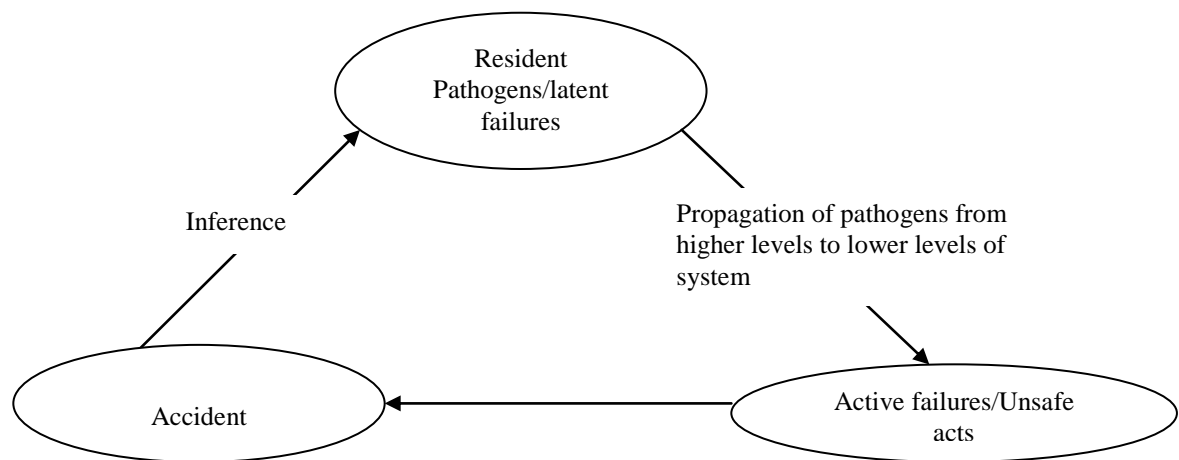 Resident
Pathogens/latent
failures
Inference
Propagation of pathogens from
higher levels to lower levels of
system
Accident
Active failures/Unsafe
acts